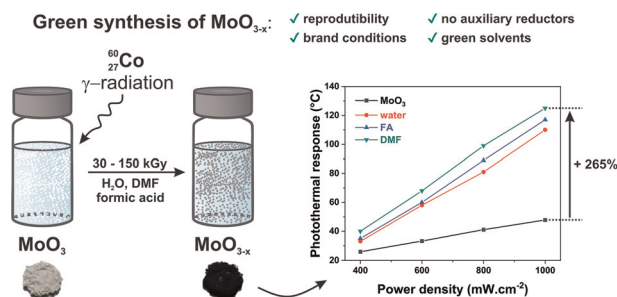 Green synthesis of MoO₃₋ₓ:
✓ reprodutibility
✓ no auxiliary reductors
✓ brand conditions
✓ green solvents
⁶⁰₂₇Co
γ–radiation
30 - 150 kGy
H₂O, DMF
formic acid
MoO₃
MoO₃₋ₓ
Photothermal response (°C)
140
120
100
80
60
40
20
MoO₃
water
FA
DMF
+ 265%
400
600
800
1000
Power density (mW.cm⁻²)